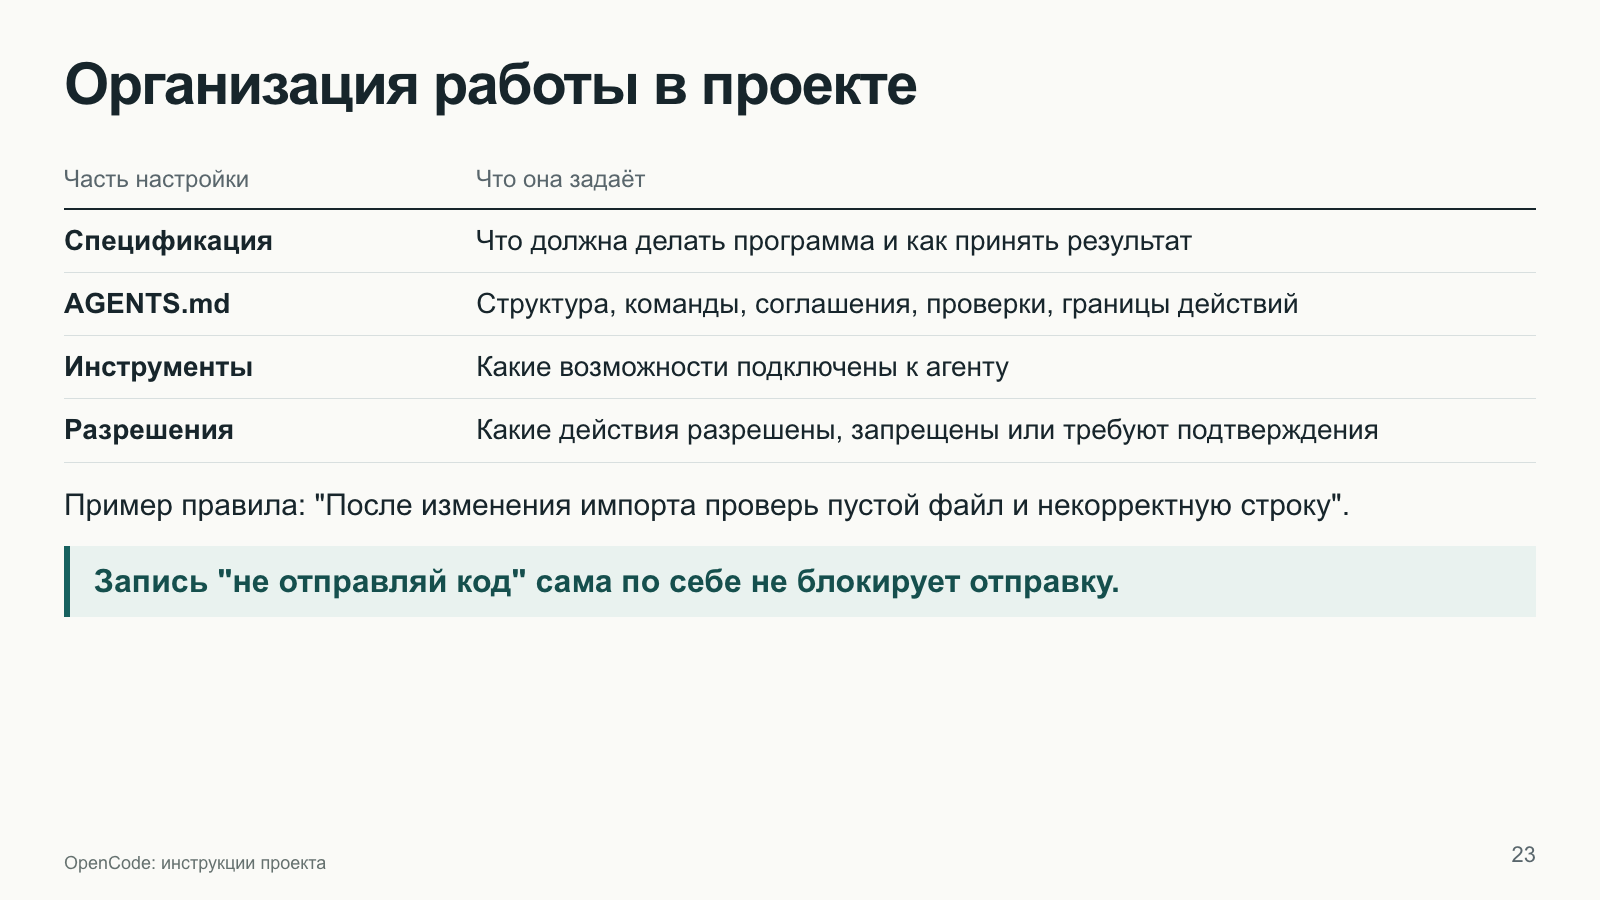 Организация работы в проекте
Часть настройки Что она задаёт
Спецификация Что должна делать программа и как принять результат
AGENTS.md Структура, команды, соглашения, проверки, границы действий
Инструменты Какие возможности подключены к агенту
Разрешения Какие действия разрешены, запрещены или требуют подтверждения
Пример правила: "После изменения импорта проверь пустой файл и некорректную строку".
Запись "не отправляй код" сама по себе не блокирует отправку.
OpenCode: инструкции проекта
23